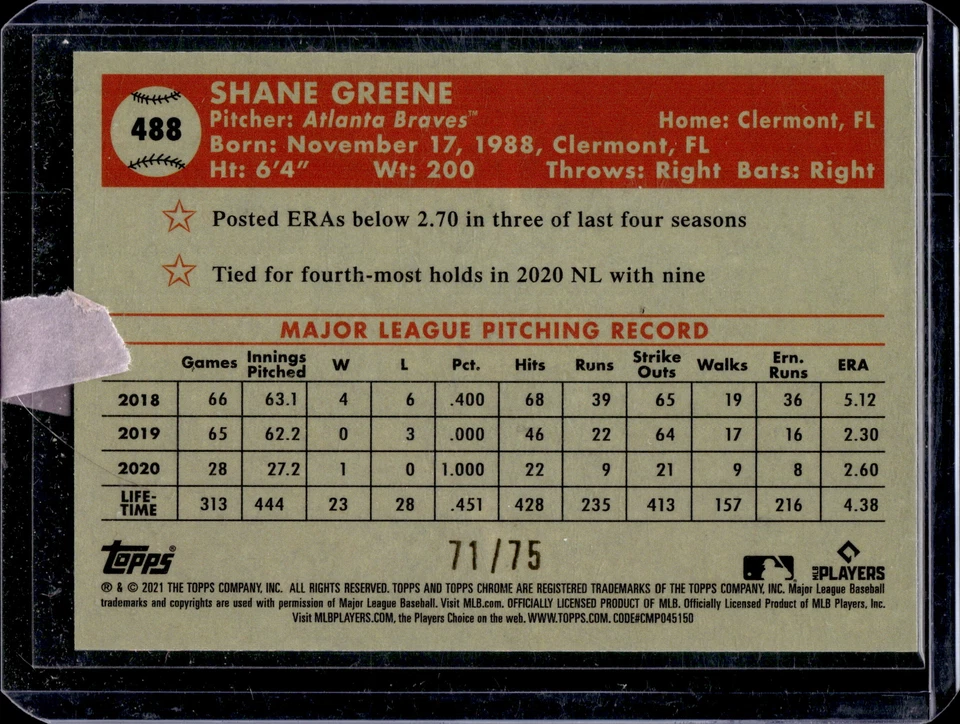 488
SHANE GREENE
Pitcher: Atlanta Braves™ Home: Clermont, FL
Born: November 17, 1988, Clermont, FL
Ht: 6'4" Wt: 200 Throws: Right Bats: Right
Posted ERAs below 2.70 in three of last four seasons
Tied for fourth-most holds in 2020 NL with nine
MAJOR LEAGUE PITCHING RECORD
Games Innings Pitched W L Pct. Hits Runs Strike Outs Walks Ern. Runs ERA
2018 66 63.1 4 6 .400 68 39 65 19 36 5.12
2019 65 62.2 0 3 .000 46 22 64 17 16 2.30
2020 28 27.2 1 0 1.000 22 9 21 9 8 2.60
LIFE-TIME 313 444 23 28 .451 428 235 413 157 216 4.38
topps® 71/75 MLB PLAYERS
® & © 2021 THE TOPPS COMPANY, INC. ALL RIGHTS RESERVED. TOPPS AND TOPPS CHROME ARE REGISTERED TRADEMARKS OF THE TOPPS COMPANY, INC. Major League Baseball
trademarks and copyrights are used with permission of Major League Baseball. Visit MLB.com. OFFICIALLY LICENSED PRODUCT OF MLB. Officially Licensed Product of MLB Players, Inc.
Visit MLBPLAYERS.COM, the Players Choice on the web. WWW.TOPPS.COM. CODE#CMP045150